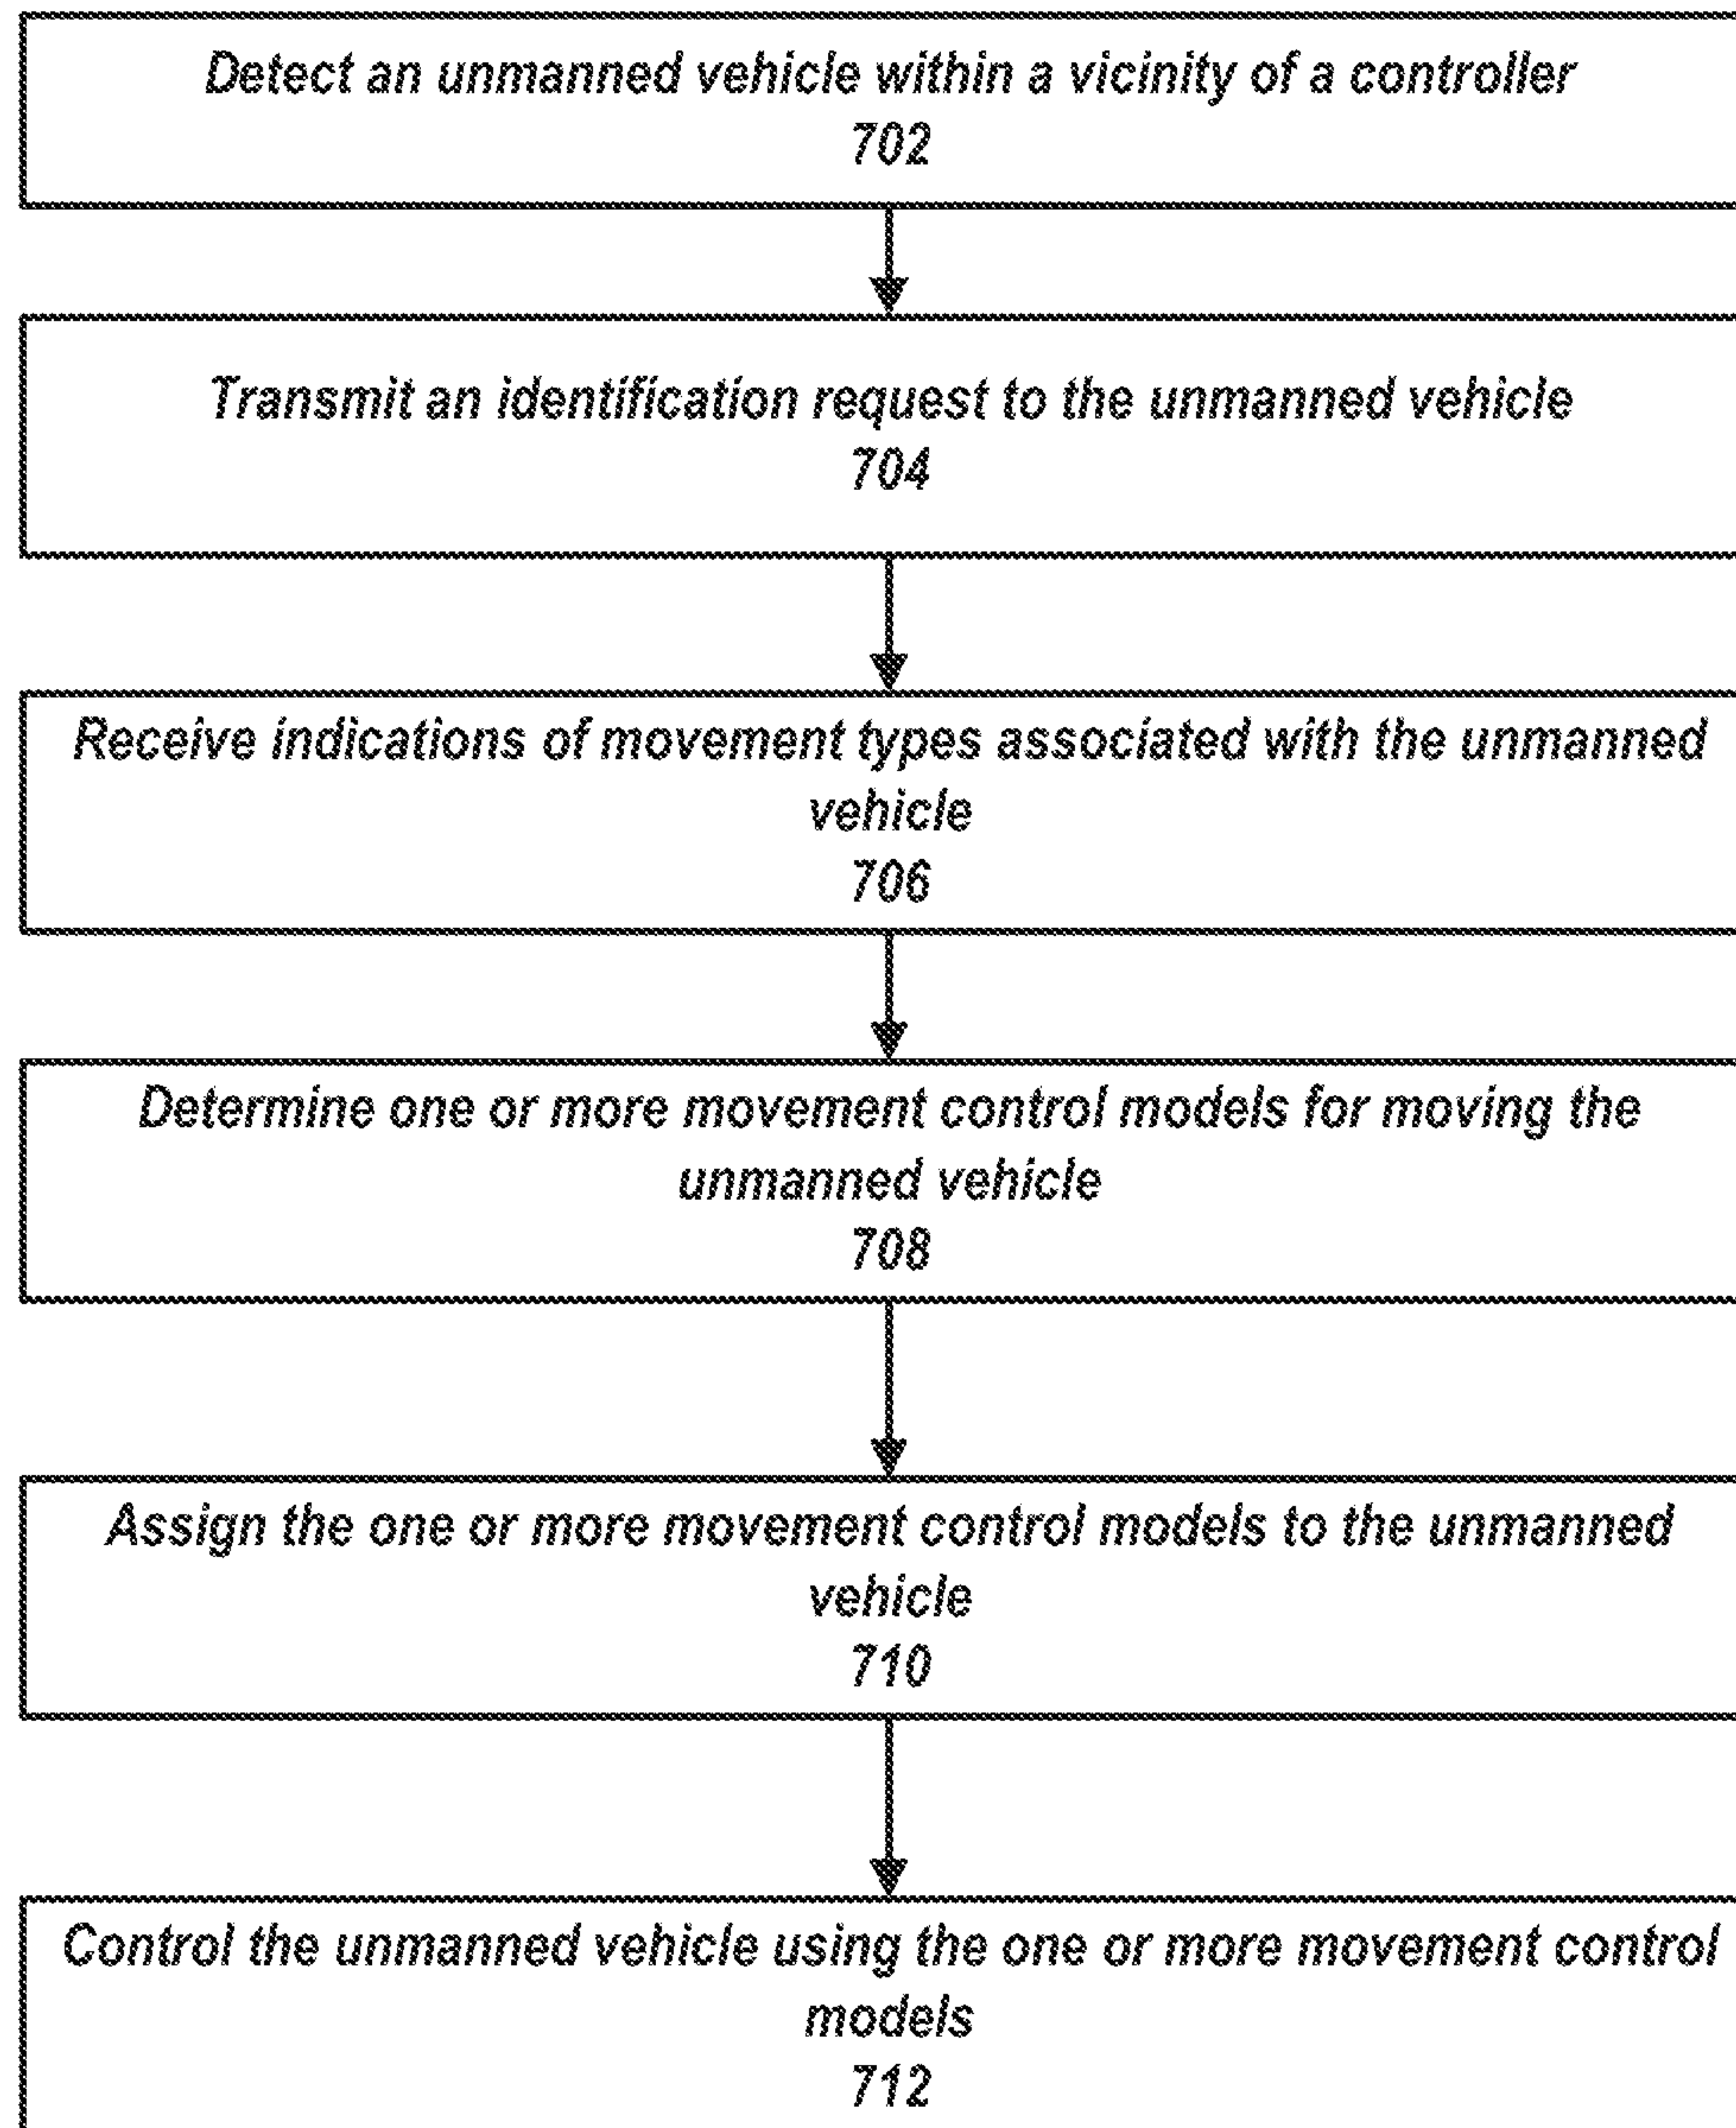 Detect an unmanned vehicle within a vicinity of a controller
702
Transmit an identification request to the unmanned vehicle
704
Receive indications of movement types associated with the unmanned
vehicle
706
Determine one or more movement control models for moving the
unmanned vehicle
708
Assign the one or more movement control models to the unmanned
vehicle
710
Control the unmanned vehicle using the one or more movement control
models
712